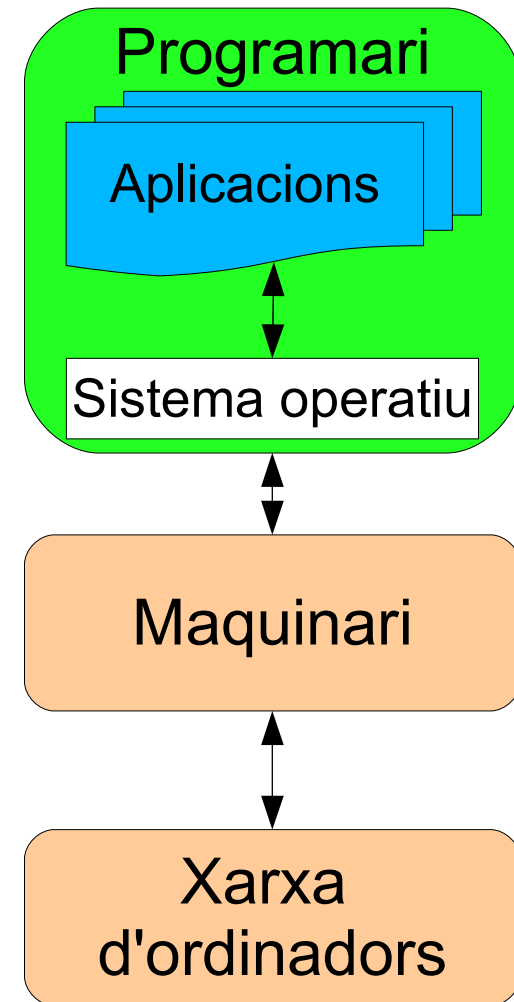 Programari
Aplicacions
Sistema operatiu
Maquinari
Xarxa
d'ordinadors